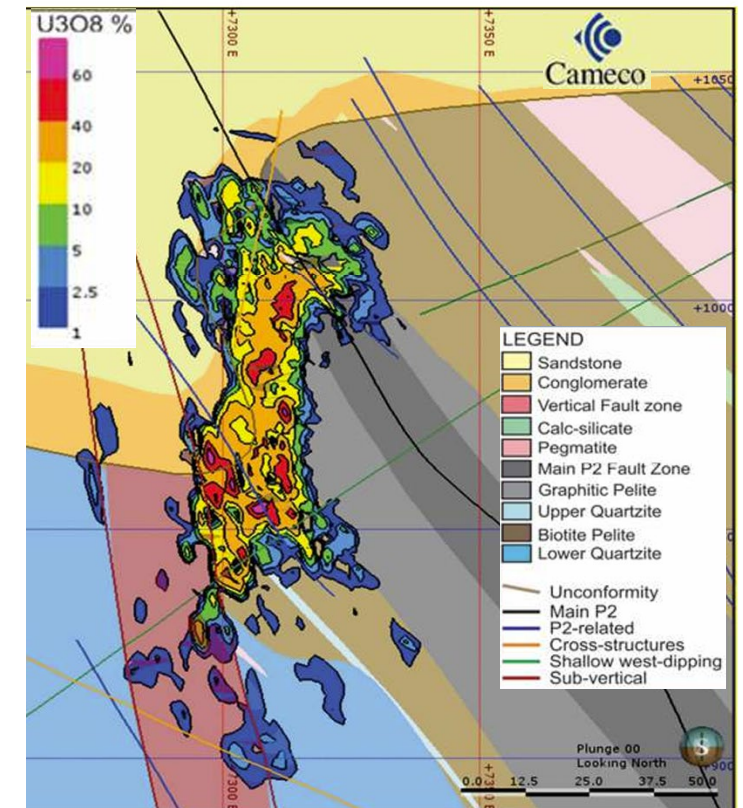 U3O8 %
60
40
20
10
5
2.5
1
+7300 E
+7350 E
Cameco
+1050
+1000
LEGEND
Sandstone
Conglomerate
Vertical Fault zone
Calc-silicate
Pegmatite
Main P2 Fault Zone
Graphitic Pelite
Upper Quartzite
Biotite Pelite
Lower Quartzite
Unconformity
Main P2
P2-related
Cross-structures
Shallow west-dipping
Sub-vertical
Plunge 00
Looking North
S
+900
0.0 12.5 25.0 37.5 50.0
+7300 E